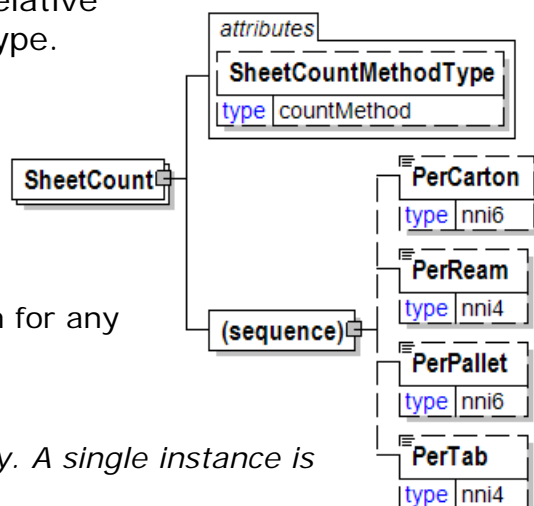 elative
ype.
attributes
SheetCountMethodType
type countMethod
SheetCount
PerCarton
type nni6
PerReam
type nni4
n for any
(sequence)
PerPallet
type nni6
y. A single instance is
PerTab
type nni4